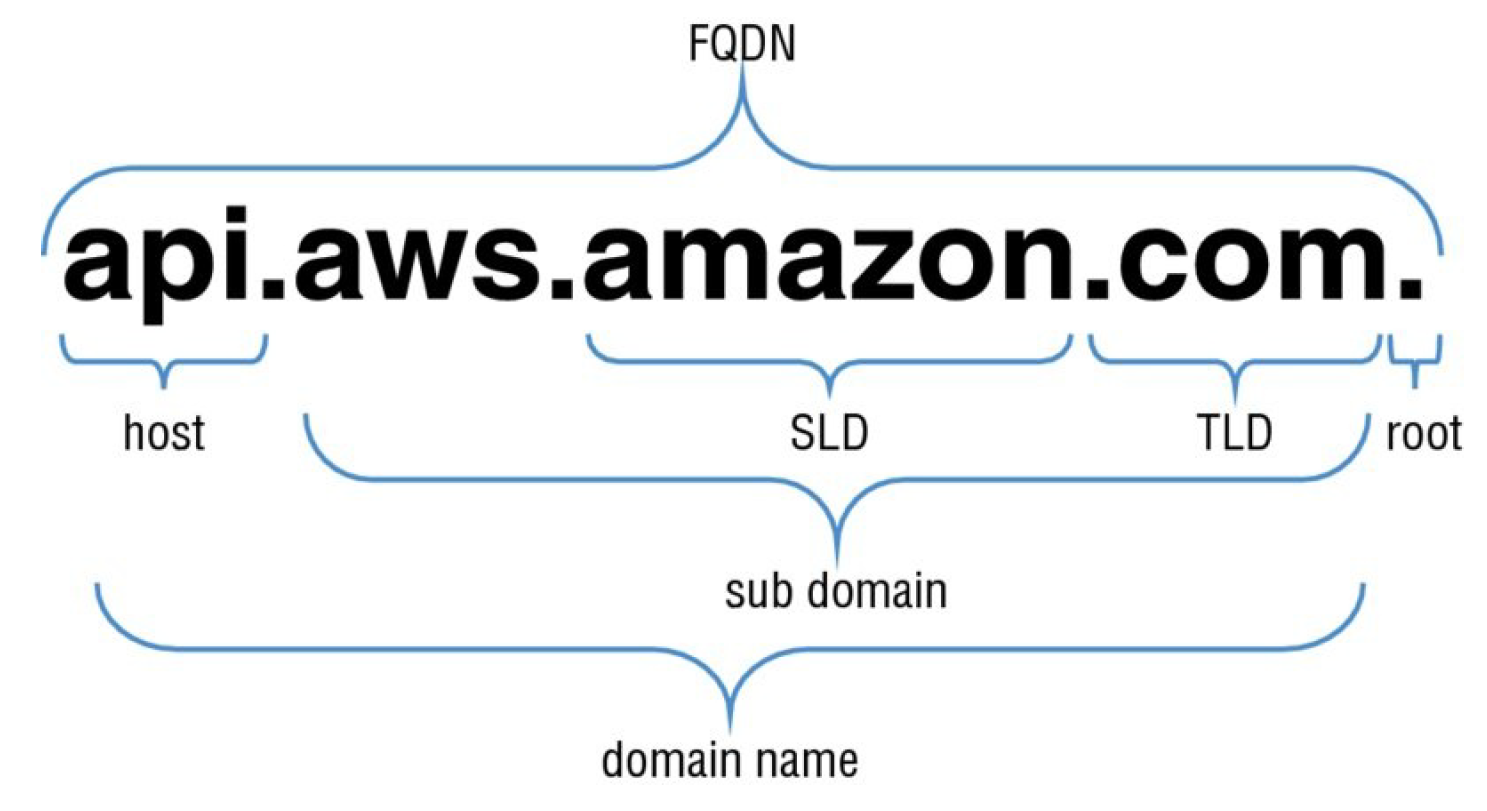 FQDN
api.aws.amazon.com.
host
SLD
TLD
root
sub domain
domain name